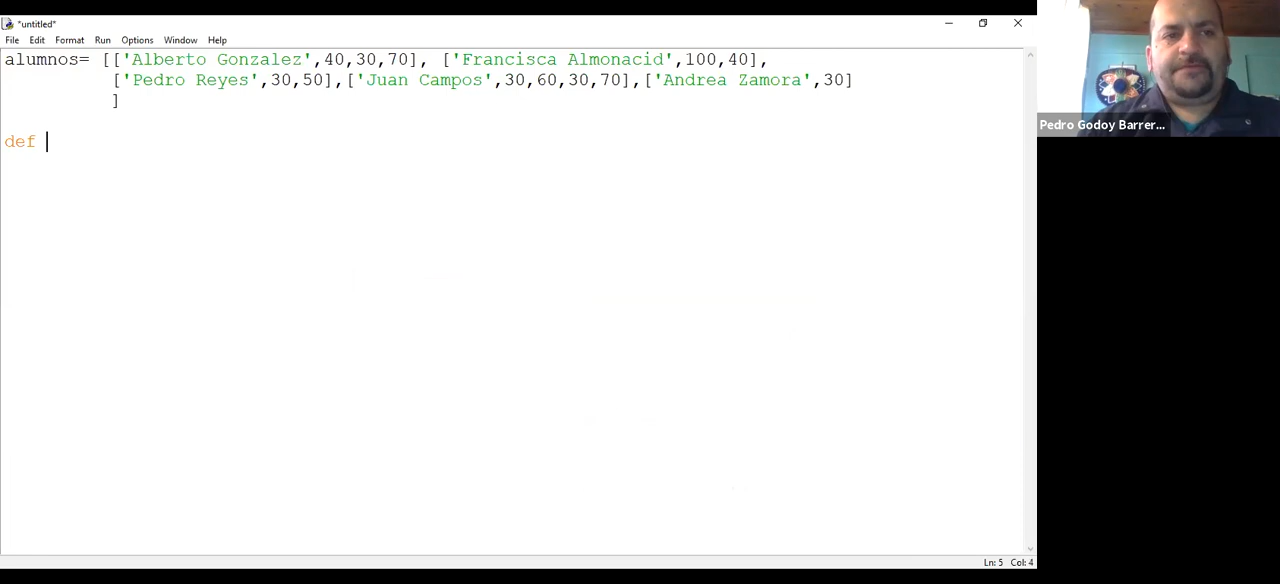 *untitled*
File Edit Format Run Options Window Help
alumnos= [['Alberto Gonzalez',40,30,70], ['Francisca Almonacid',100,40],
['Pedro Reyes',30,50],['Juan Campos',30,60,30,70],['Andrea Zamora',30]
]
def
Pedro Godoy Barrer...
Ln: 5 Col: 4